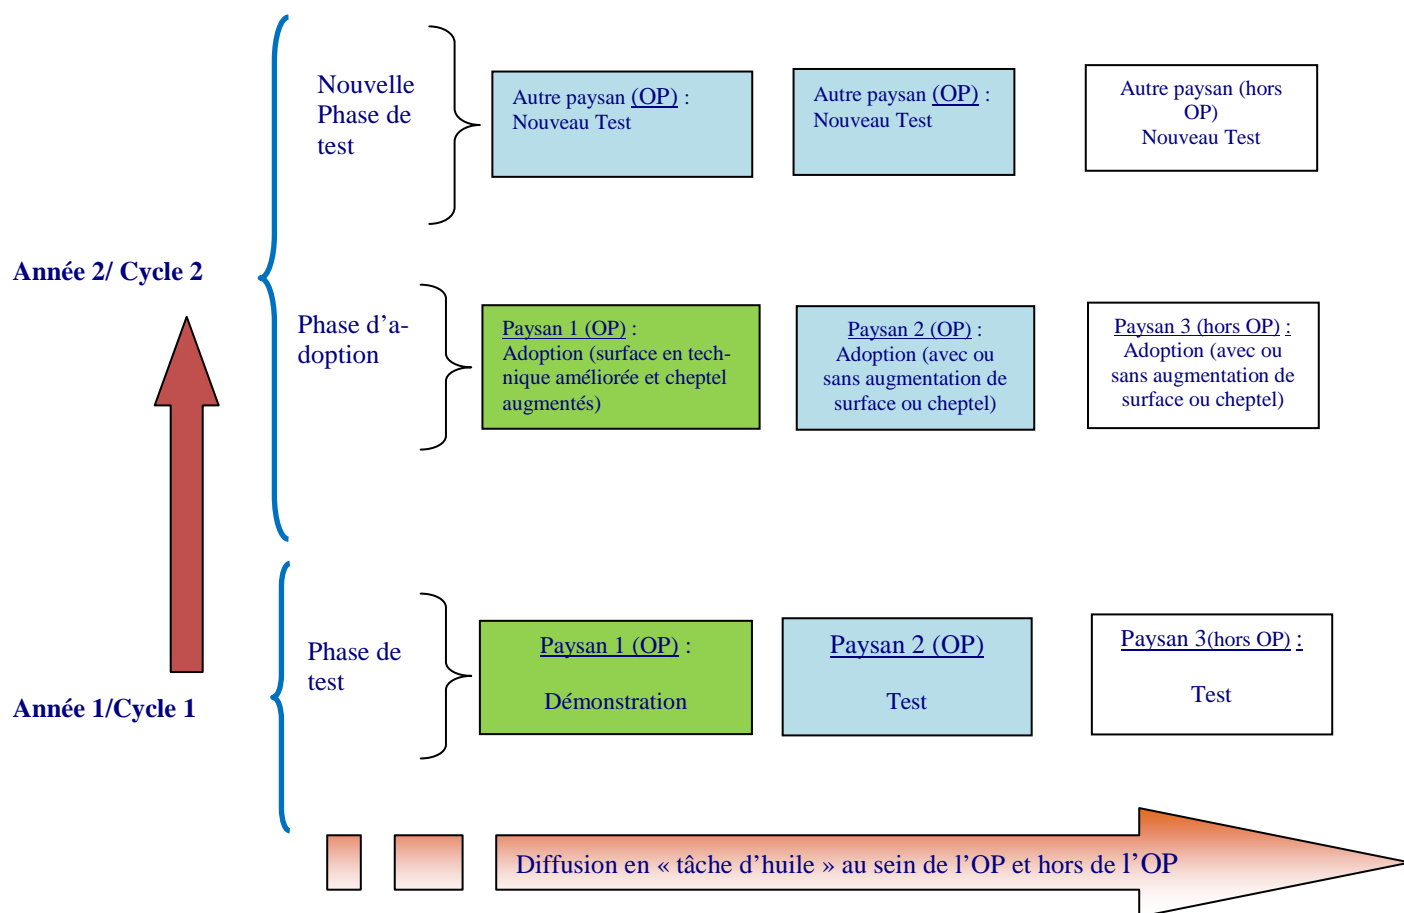 Nouvelle
Phase de
test
Autre paysan (OP) :
Nouveau Test
Autre paysan (OP) :
Nouveau Test
Autre paysan (hors
OP)
Nouveau Test
Année 2/ Cycle 2
Phase d’a-
doption
Paysan 1 (OP) :
Adoption (surface en tech-
nique améliorée et cheptel
augmentés)
Paysan 2 (OP) :
Adoption (avec ou
sans augmentation de
surface ou cheptel)
Paysan 3 (hors OP) :
Adoption (avec ou
sans augmentation de
surface ou cheptel)
Phase de
test
Paysan 1 (OP) :
Démonstration
Paysan 2 (OP)
Test
Paysan 3(hors OP) :
Test
Année 1/Cycle 1
Diffusion en « tâche d’huile » au sein de l’OP et hors de l’OP